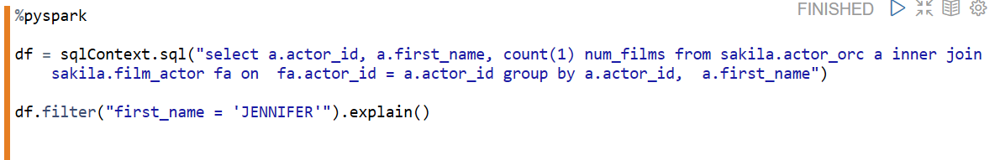 FINISHED
%pyspark
df = sqlContext.sql("select a.actor_id, a.first_name, count(1) num_films from sakila.actor_orc a inner join
sakila.film_actor fa on  fa.actor_id = a.actor_id group by a.actor_id,  a.first_name")
df.filter("first_name = 'JENNIFER'").explain()